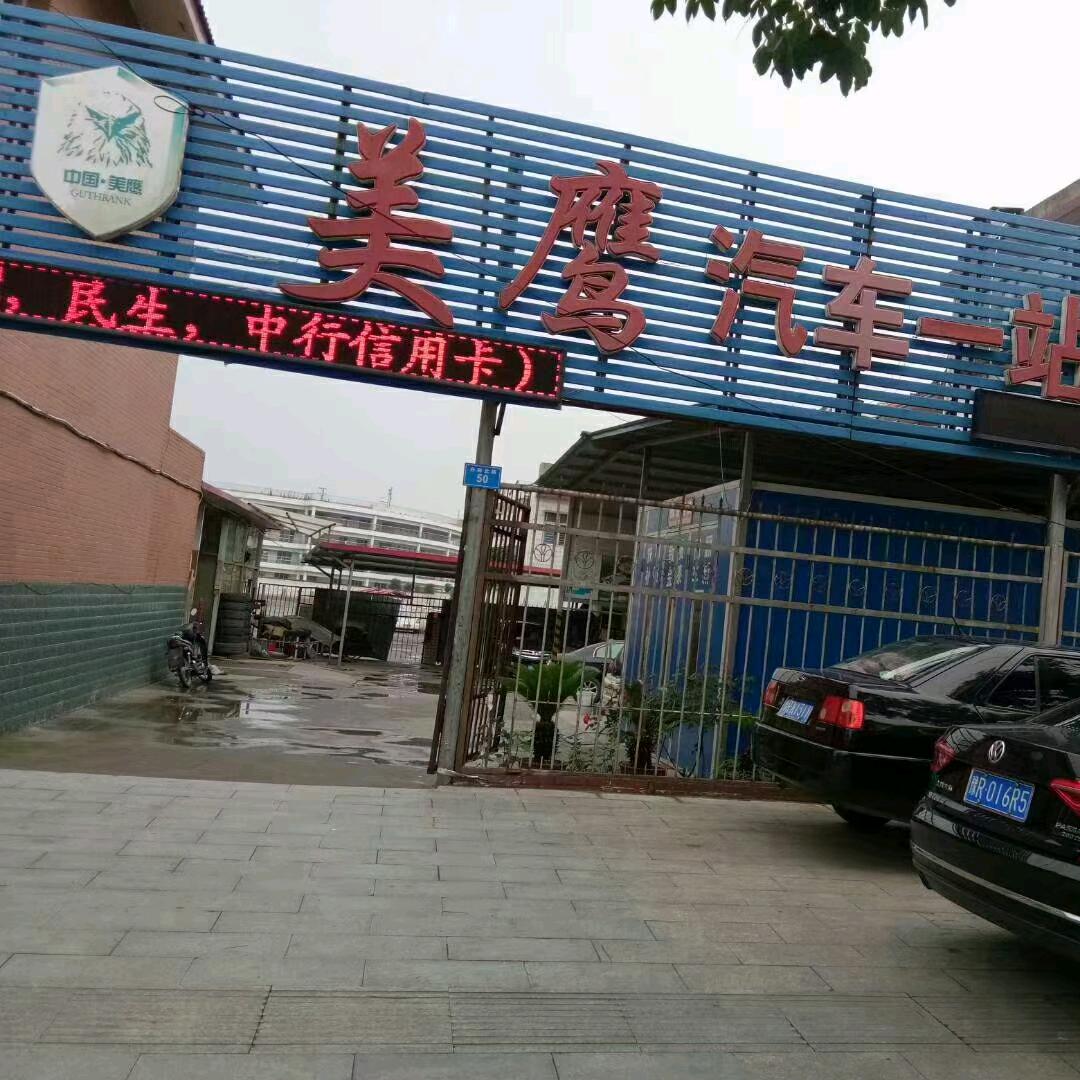 中国·美鹰
GUTHBANK
美鹰汽车一站
，民生，中行信用卡）
50
豫R·016R5